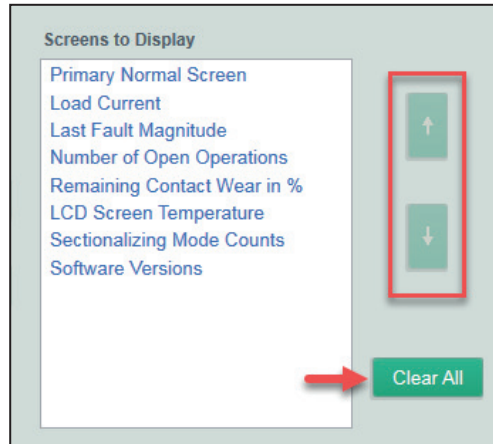 Screens to Display
Primary Normal Screen
Load Current
Last Fault Magnitude
Number of Open Operations
Remaining Contact Wear in %
LCD Screen Temperature
Sectionalizing Mode Counts
Software Versions
Clear All